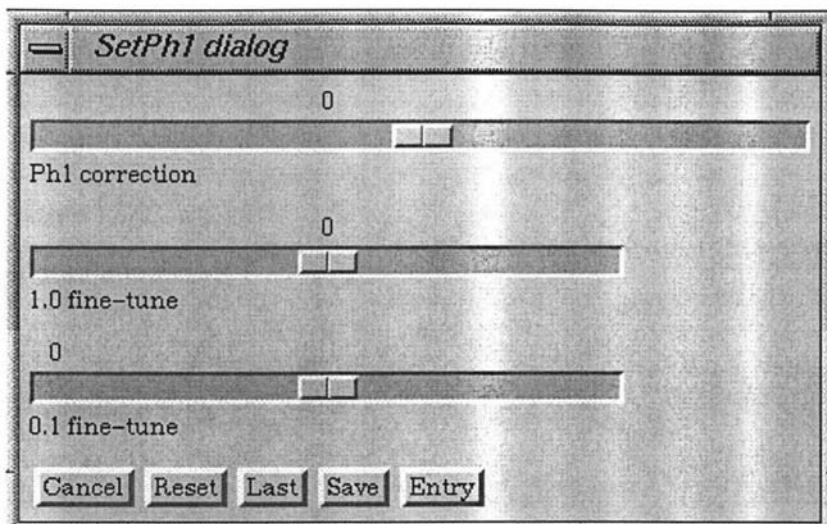 SetPh1 dialog
0
Ph1 correction
0
1.0 fine-tune
0
0.1 fine-tune
Cancel Reset Last Save Entry